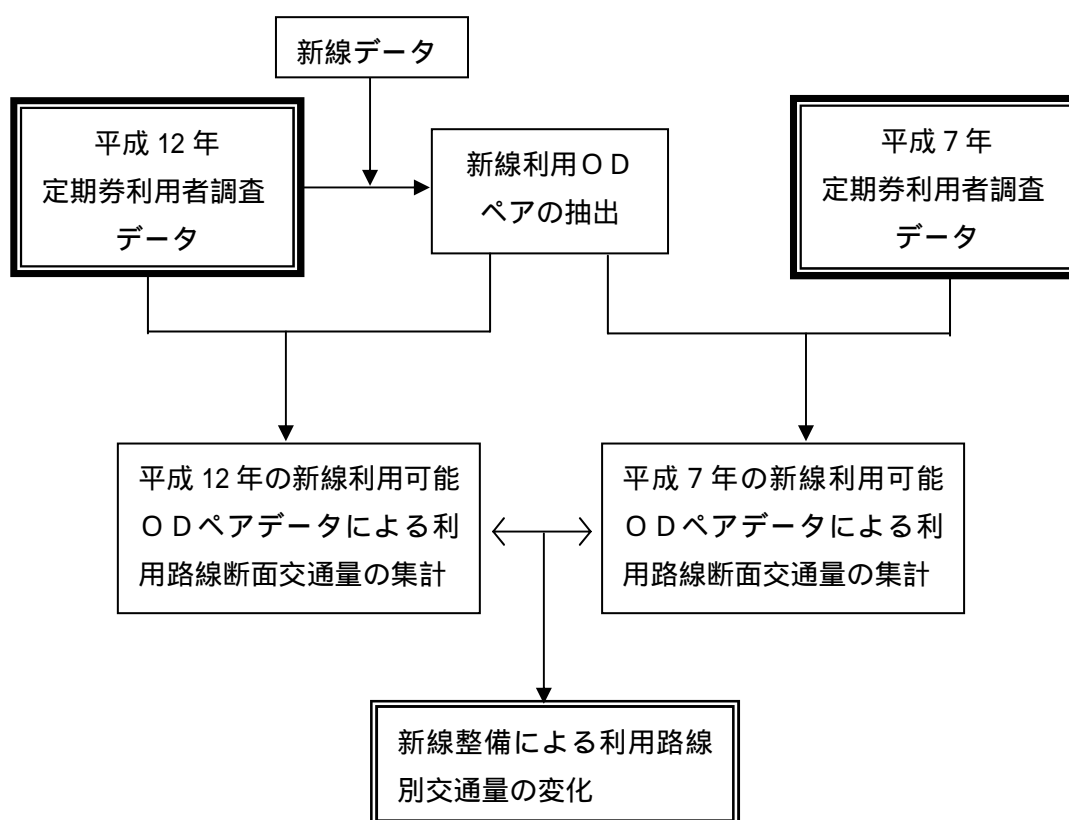 新線データ
平成 12 年
定期券利用者調査
データ
新線利用ＯＤ
ペアの抽出
平成 7 年
定期券利用者調査
データ
平成 12 年の新線利用可能
ＯＤペアデータによる利
用路線断面交通量の集計
平成 7 年の新線利用可能
ＯＤペアデータによる利
用路線断面交通量の集計
新線整備による利用路線
別交通量の変化